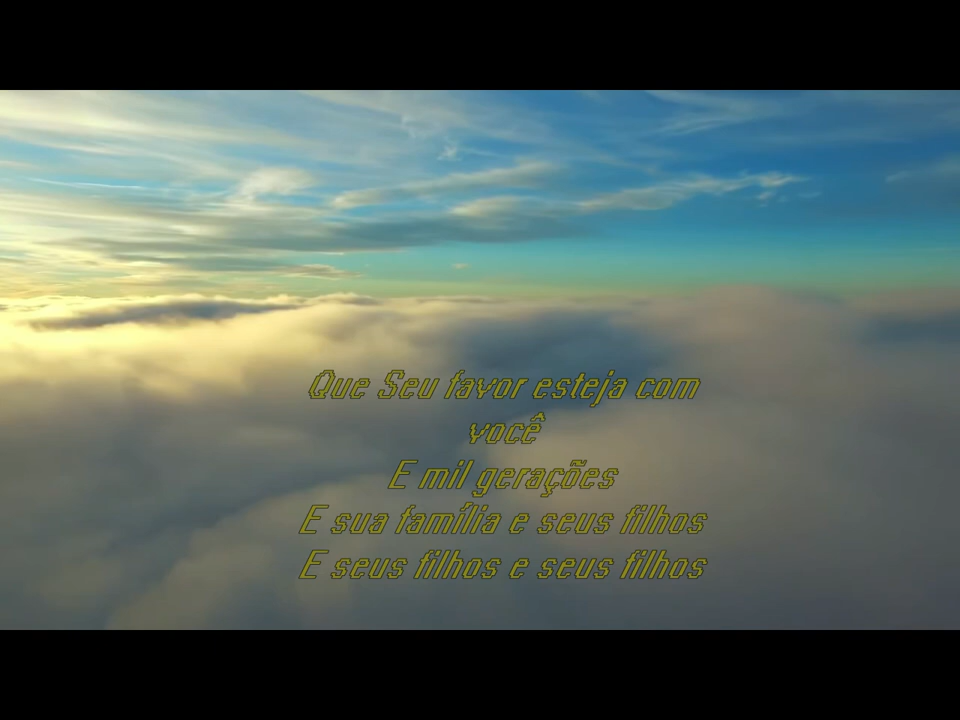 Que Seu favor esteja com
você
E mil gerações
E sua família e seus filhos
E seus filhos e seus filhos